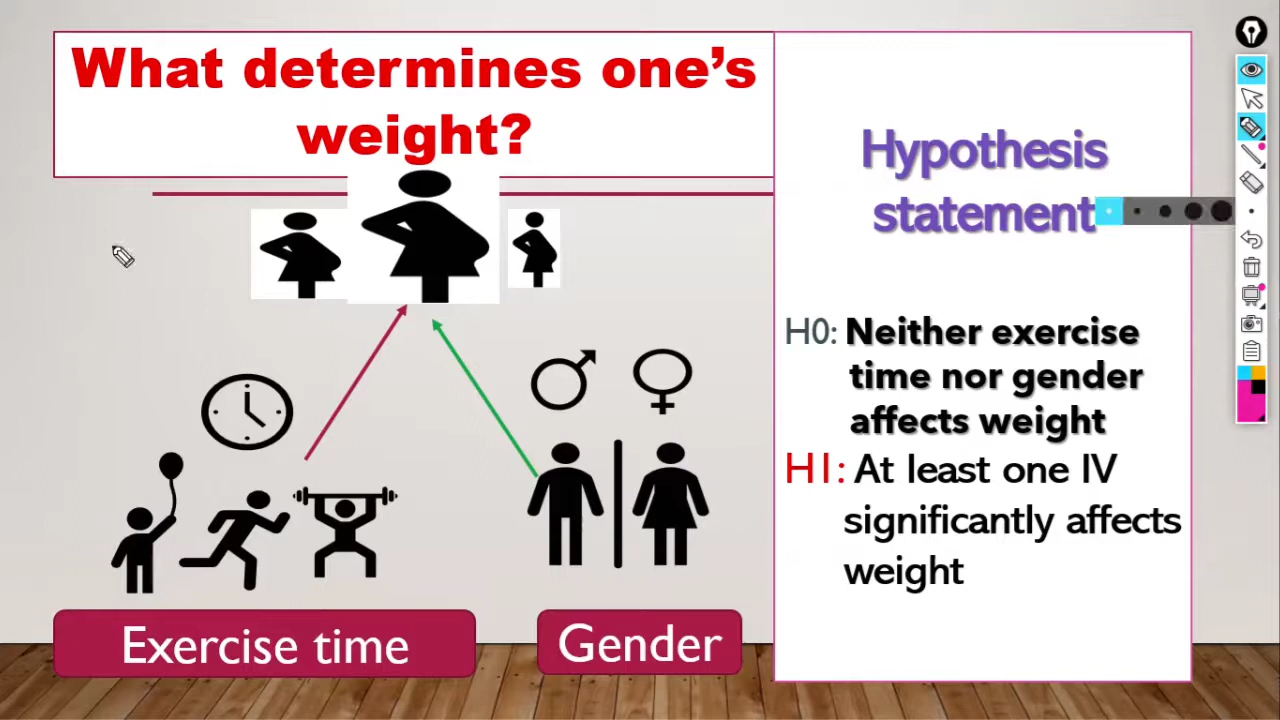 What determines one's
weight?
Hypothesis
statement
H0: Neither exercise
time nor gender
affects weight
H1: At least one IV
significantly affects
weight
Exercise time
Gender